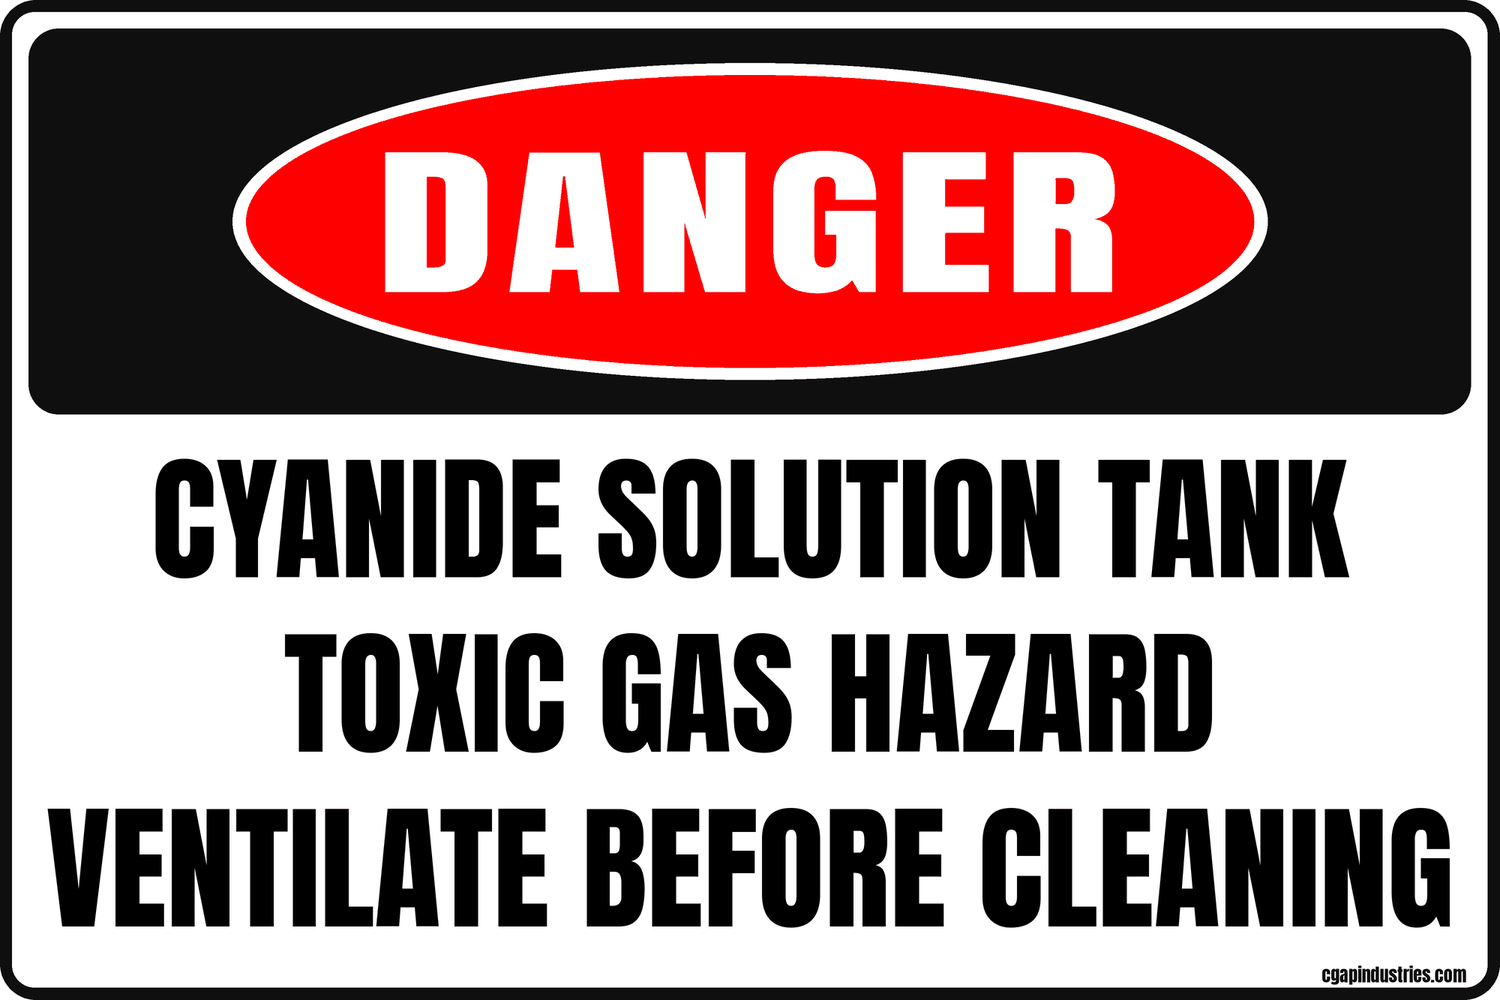 DANGER
CYANIDE SOLUTION TANK
TOXIC GAS HAZARD
VENTILATE BEFORE CLEANING
cgapindustries.com